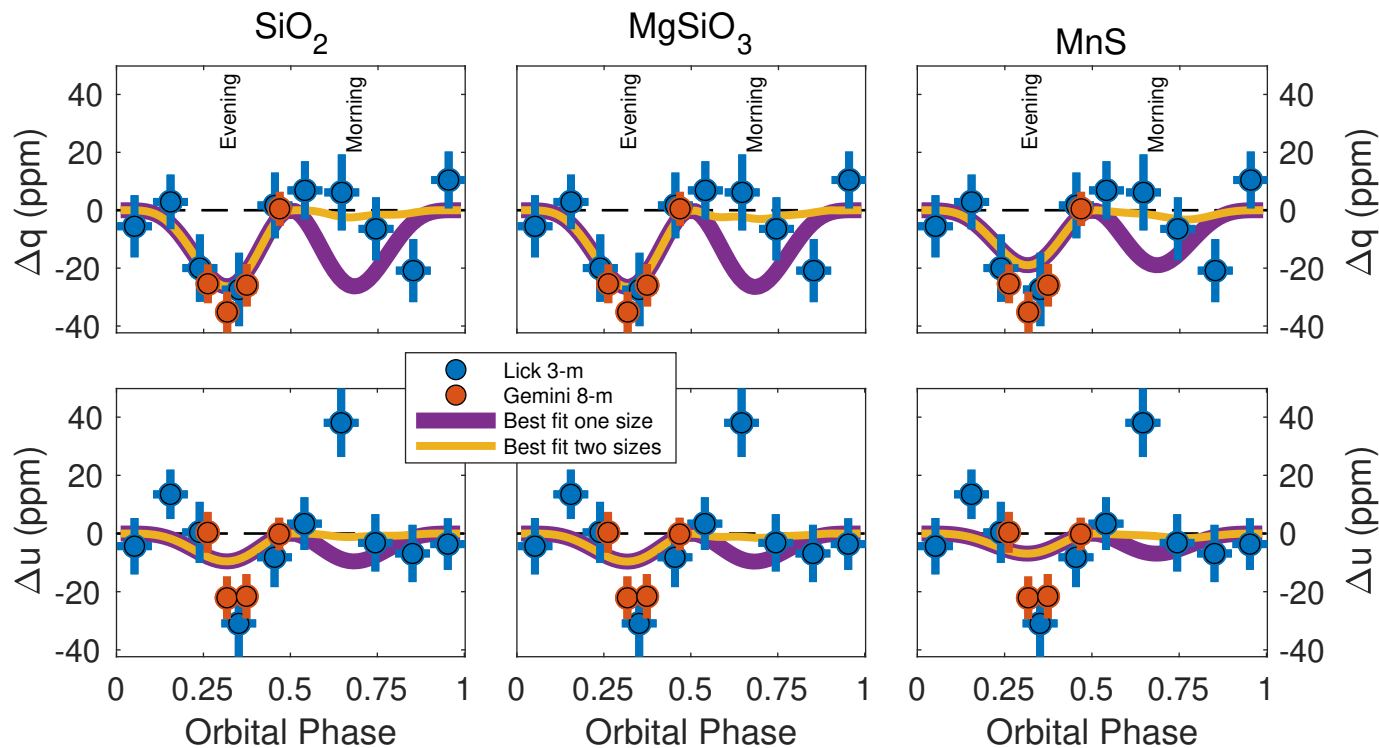 SiO2 MgSiO3 MnS
Evening Morning Evening Morning Evening Morning
40 40
20 20
0 0
-20 -20
-40 -40
Δq (ppm) Δq (ppm)
Lick 3-m
Gemini 8-m
Best fit one size
Best fit two sizes
40 40
20 20
0 0
-20 -20
-40 -40
Δu (ppm) Δu (ppm)
0 0.25 0.5 0.75 1 0 0.25 0.5 0.75 1 0 0.25 0.5 0.75 1
Orbital Phase Orbital Phase Orbital Phase